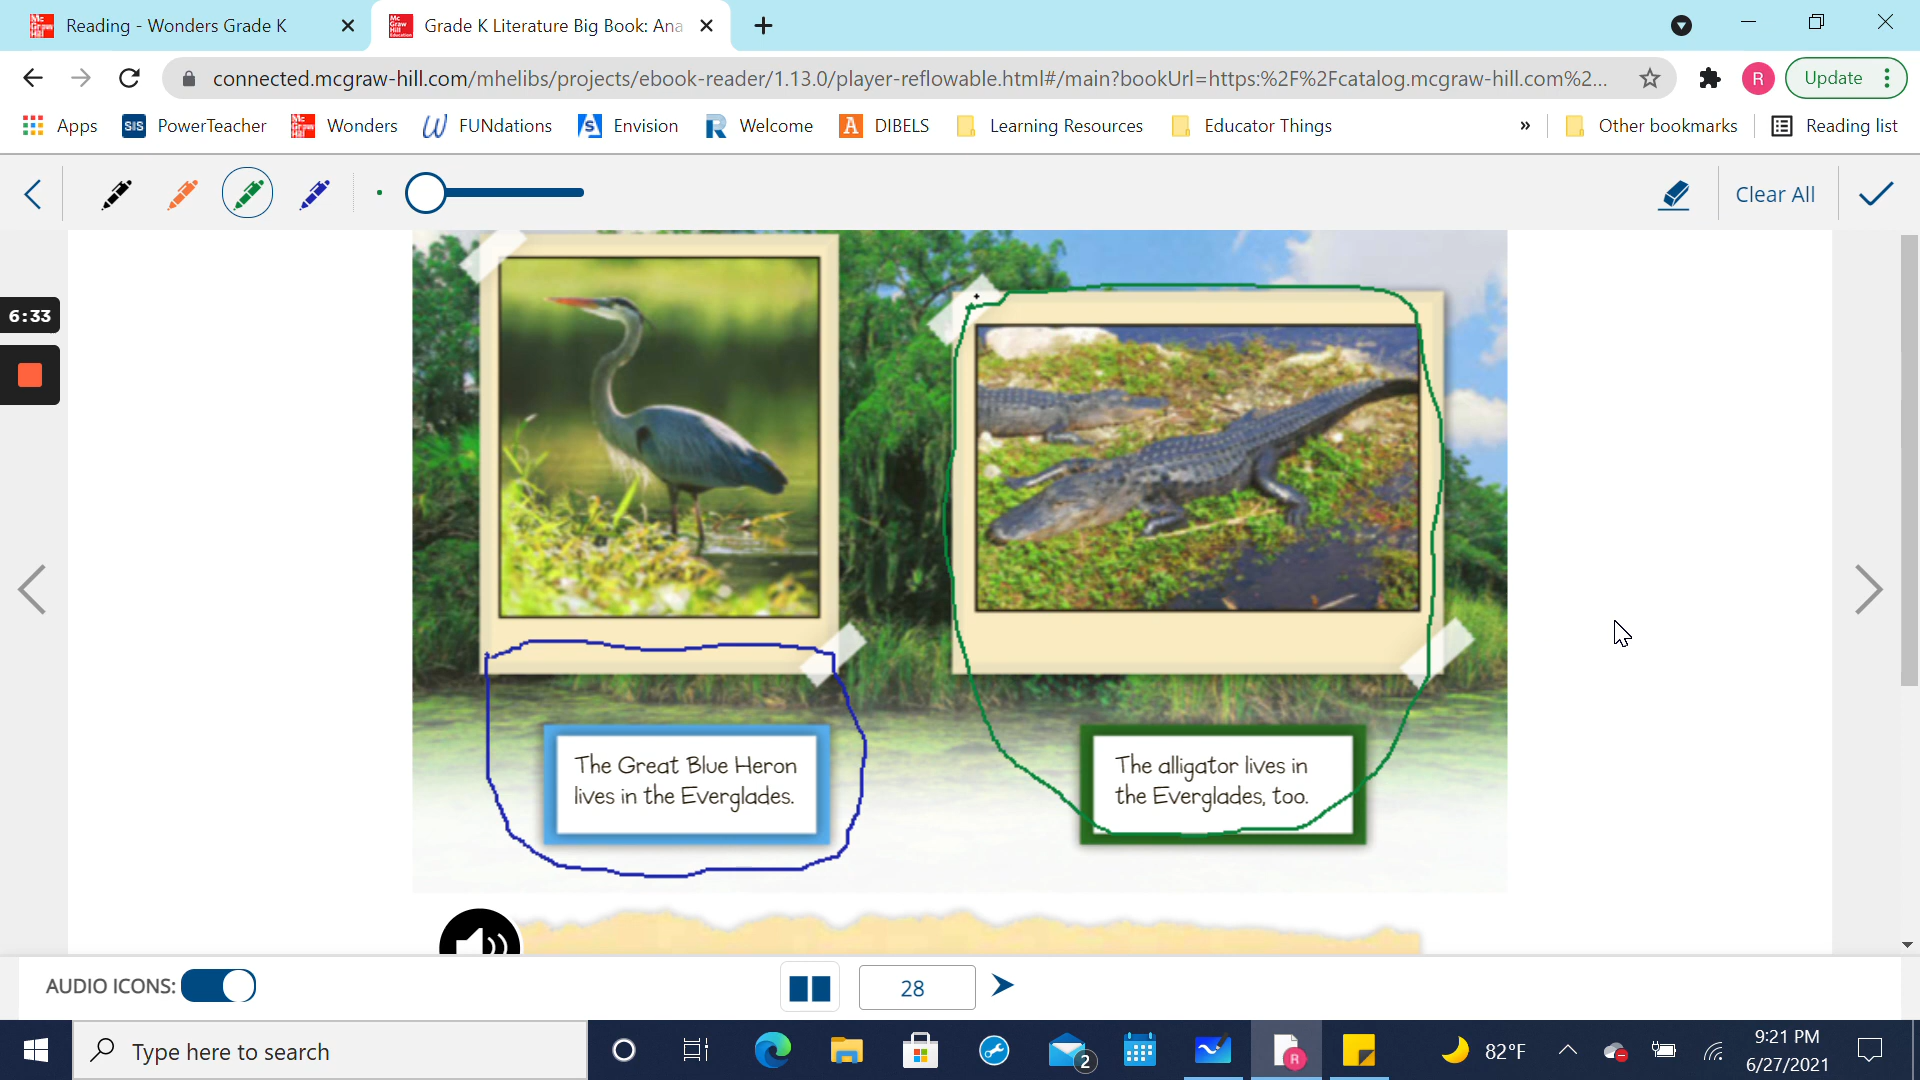 Reading - Wonders Grade K
Grade K Literature Big Book: Ana
connected.mcgraw-hill.com/mhelibs/projects/ebook-reader/1.13.0/player-reflowable.html#/main?bookUrl=https:%2F%2Fcatalog.mcgraw-hill.com%2...
R
Update
Apps
SIS
PowerTeacher
Wonders
FUNdations
Envision
Welcome
DIBELS
Learning Resources
Educator Things
»
Other bookmarks
Reading list
Clear All
6:33
The Great Blue Heron
lives in the Everglades.
The alligator lives in
the Everglades, too.
AUDIO ICONS:
28
Type here to search
2
R
82°F
9:21 PM
6/27/2021